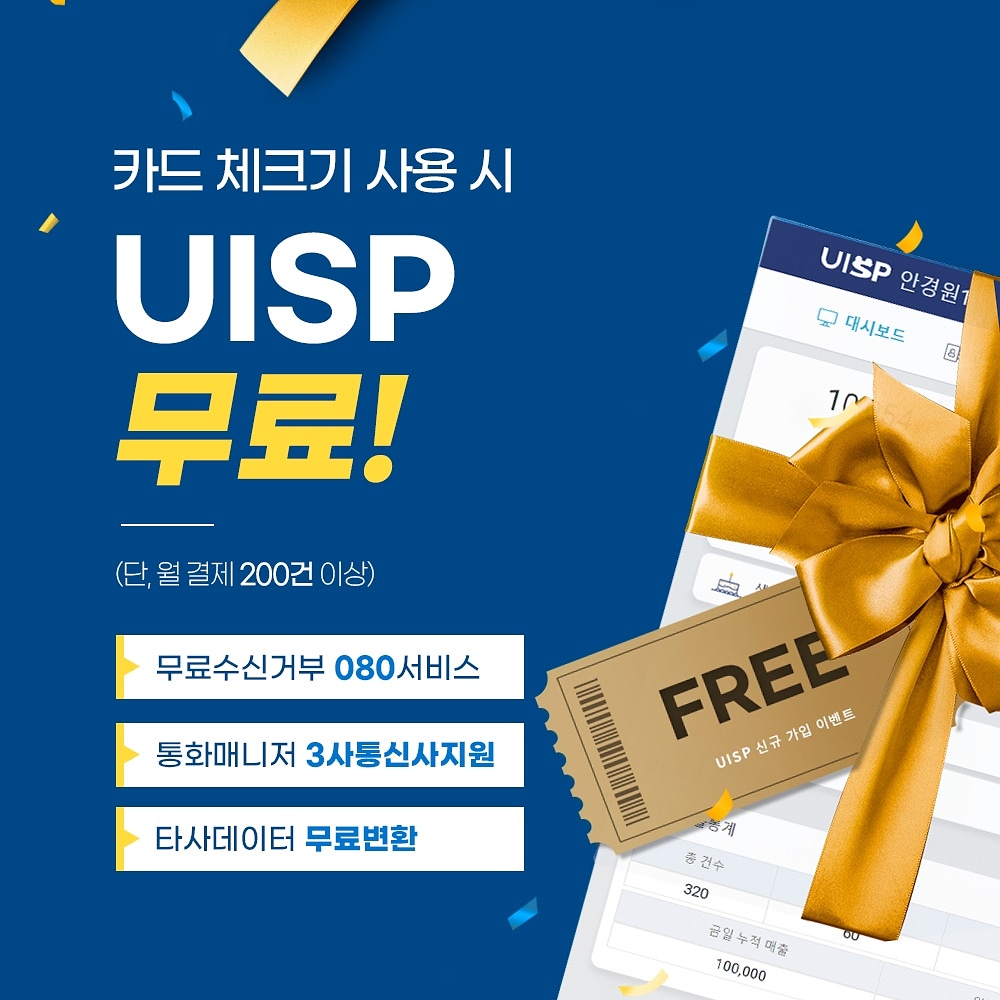 카드 체크기 사용 시
UISP
무료!
(단, 월 결제 200건 이상)
무료수신거부 080서비스
통화매니저 3사통신사지원
타사데이터 무료변환
UISP 안경원1
대시보드
FREE
UISP 신규 가입 이벤트
총 건수
320
60
금일 누적 매출
100,000